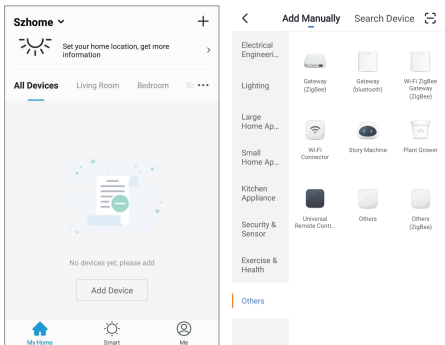 Szhome
Set your home location, get more
information
All Devices
Living Room
Bedroom
No devices yet, please add
Add Device
My Home
Smart
Me
Add Manually
Search Device
Electrical
Engineeri...
Lighting
Large
Home Ap...
Small
Home Ap...
Kitchen
Appliance
Security &
Sensor
Exercise &
Health
Others
Gateway
(ZigBee)
Gateway
(bluetooth)
Wi-Fi ZigBee
Gateway
(ZigBee)
Wi-Fi
Connector
Story Machine
Plant Grower
Universal
Remote Contr...
Others
Others
(ZigBee)